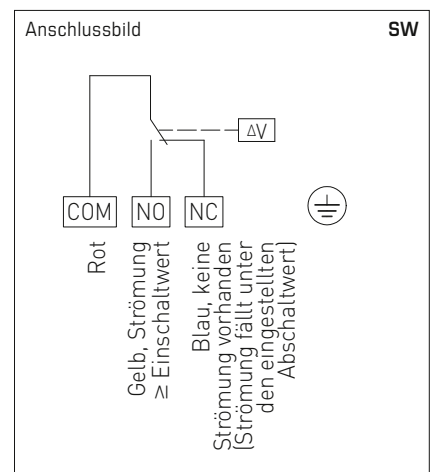 Anschlussbild
SW
ΔV
COM
NO
NC
Rot
Gelb, Strömung
≥ Einschaltwert
Blau, keine
Strömung vorhanden
(Strömung fällt unter
den eingestellten
Abschaltwert)